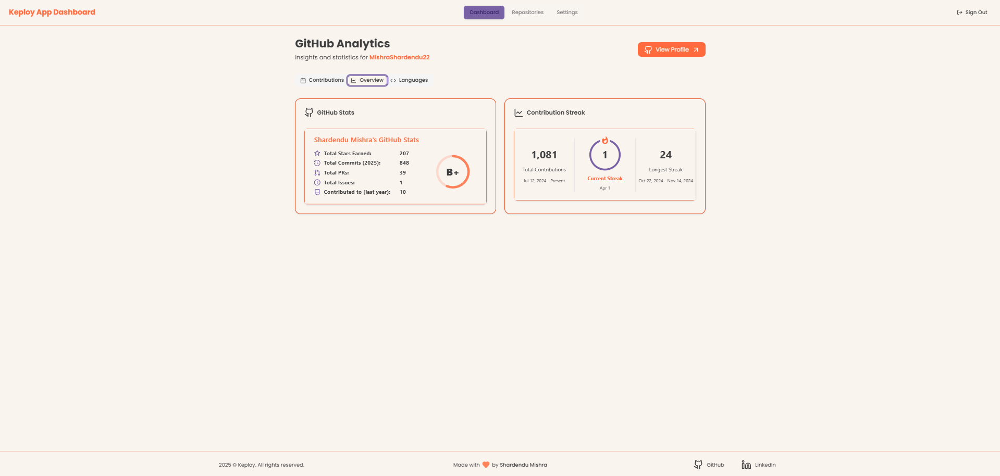 Keploy App Dashboard
Dashboard
Repositories
Settings
Sign Out
GitHub Analytics
Insights and statistics for MishraShardendu22
View Profile
Contributions
Overview
Languages
GitHub Stats
Shardendu Mishra's GitHub Stats
Total Stars Earned: 207
Total Commits (2025): 848
Total PRs: 39
Total Issues: 1
Contributed to (last year): 10
B+
Contribution Streak
1,081
Total Contributions
Jul 12, 2024 - Present
1
Current Streak
Apr 1
24
Longest Streak
Oct 22, 2024 - Nov 14, 2024
2025 © Keploy. All rights reserved.
Made with by Shardendu Mishra
GitHub
LinkedIn